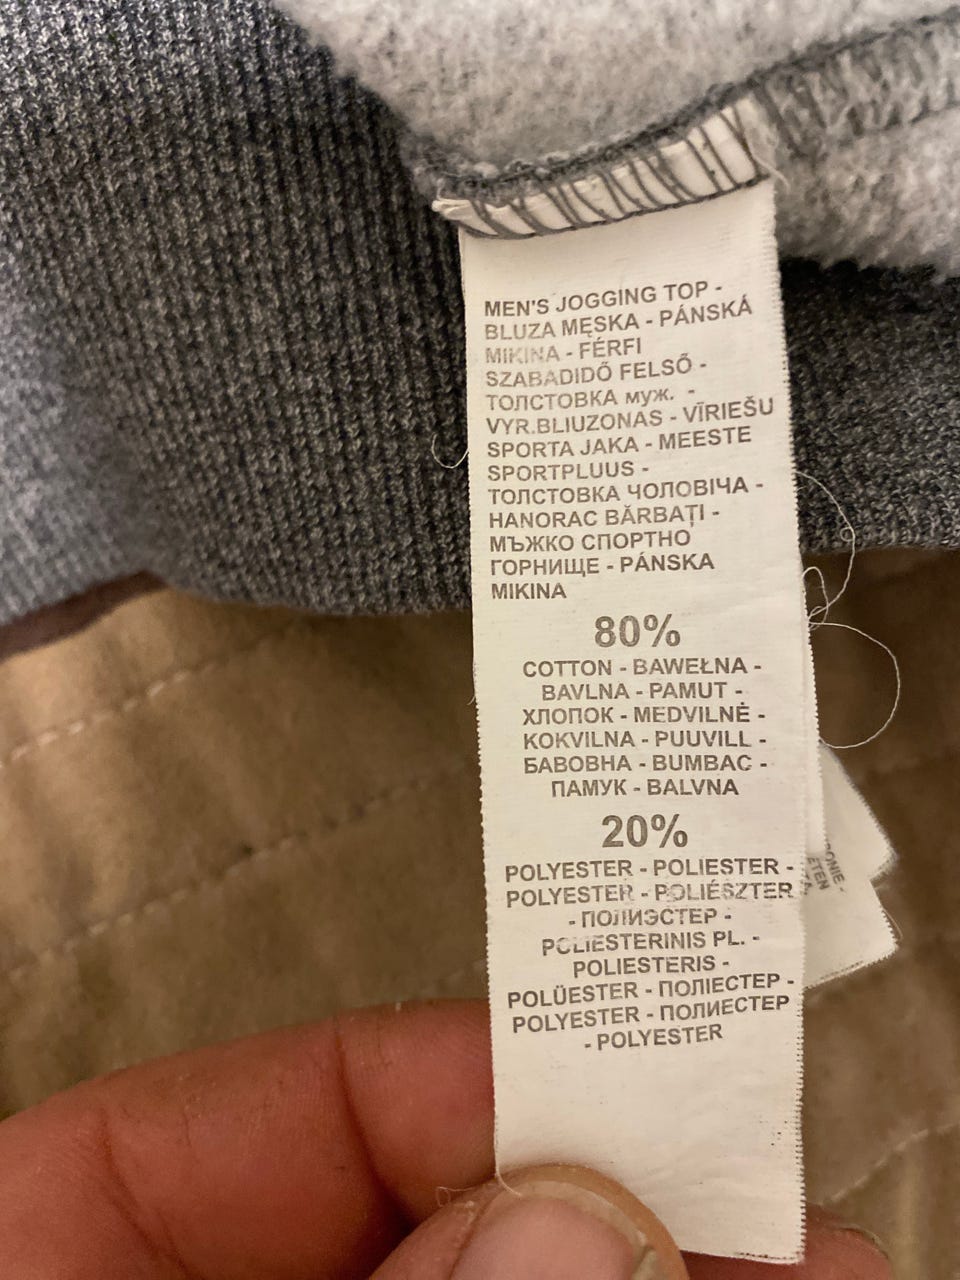 MEN'S JOGGING TOP -
BLUZA MĘSKA - PÁNSKÁ
MIKINA - FÉRFI
SZABADIDŐ FELSŐ -
ТОЛСТОВКА муж. -
VYR.BLIUZONAS - VĪRIEŠU
SPORTA JAKA - MEESTE
SPORTPLUUS -
ТОЛСТОВКА ЧОЛОВІЧА -
HANORAC BĂRBAȚI -
МЪЖКО СПОРТНО
ГОРНИЩЕ - PÁNSKA
MIKINA
80%
COTTON - BAWEŁNA -
BAVLNA - PAMUT -
ХЛОПОК - MEDVILNĖ -
KOKVILNA - PUUVILL -
БАВОВНА - BUMBAC -
ПАМУК - BALVNA
20%
POLYESTER - POLIESTER -
POLYESTER - POLIÉSZTER
- ПОЛИЭСТЕР -
POLIESTERINIS PL. -
POLIESTERIS -
POLÜESTER - ПОЛІЕСТЕР -
POLYESTER - ПОЛИЕСТЕР
- POLYESTER